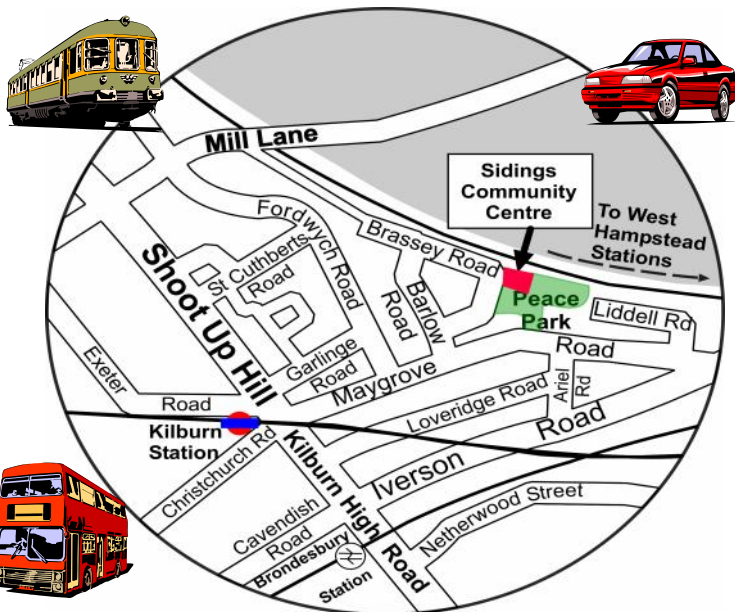 Mill Lane
Sidings
Community
Centre
To West
Hampstead
Stations
Fordwych Road
Brassey Road
St Cuthberts
Road
Shoot Up Hill
Barlow
Road
Peace
Park
Liddell Rd
Exeter
Road
Garlinge
Road
Maygrove
Road
Ariel
Rd
Loveridge Road
Kilburn
Station
Christchurch Rd
Kilburn High
Road
Iverson
Road
Cavendish
Road
Netherwood Street
Brondesbury
Station